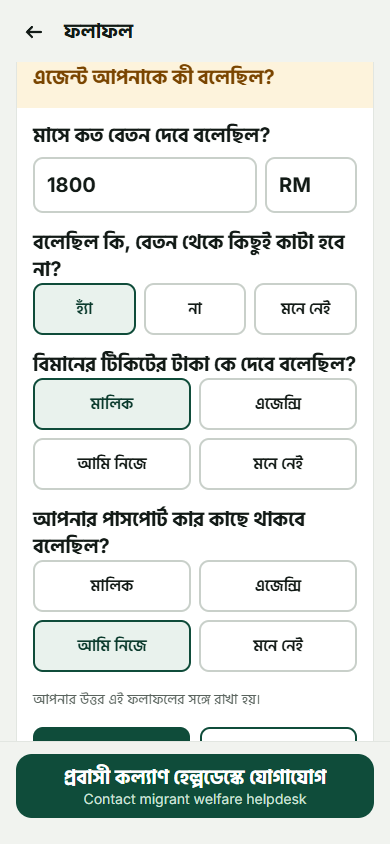 ফলাফল
এজেন্ট আপনাকে কী বলেছিল?
মাসে কত বেতন দেবে বলেছিল?
1800
RM
বলেছিল কি, বেতন থেকে কিছুই কাটা হবে
না?
হ্যাঁ
না
মনে নেই
বিমানের টিকিটের টাকা কে দেবে বলেছিল?
মালিক
এজেন্সি
আমি নিজে
মনে নেই
আপনার পাসপোর্ট কার কাছে থাকবে
বলেছিল?
মালিক
এজেন্সি
আমি নিজে
মনে নেই
আপনার উত্তর এই ফলাফলের সঙ্গে রাখা হয়।
প্রবাসী কল্যাণ হেল্পডেস্কে যোগাযোগ
Contact migrant welfare helpdesk